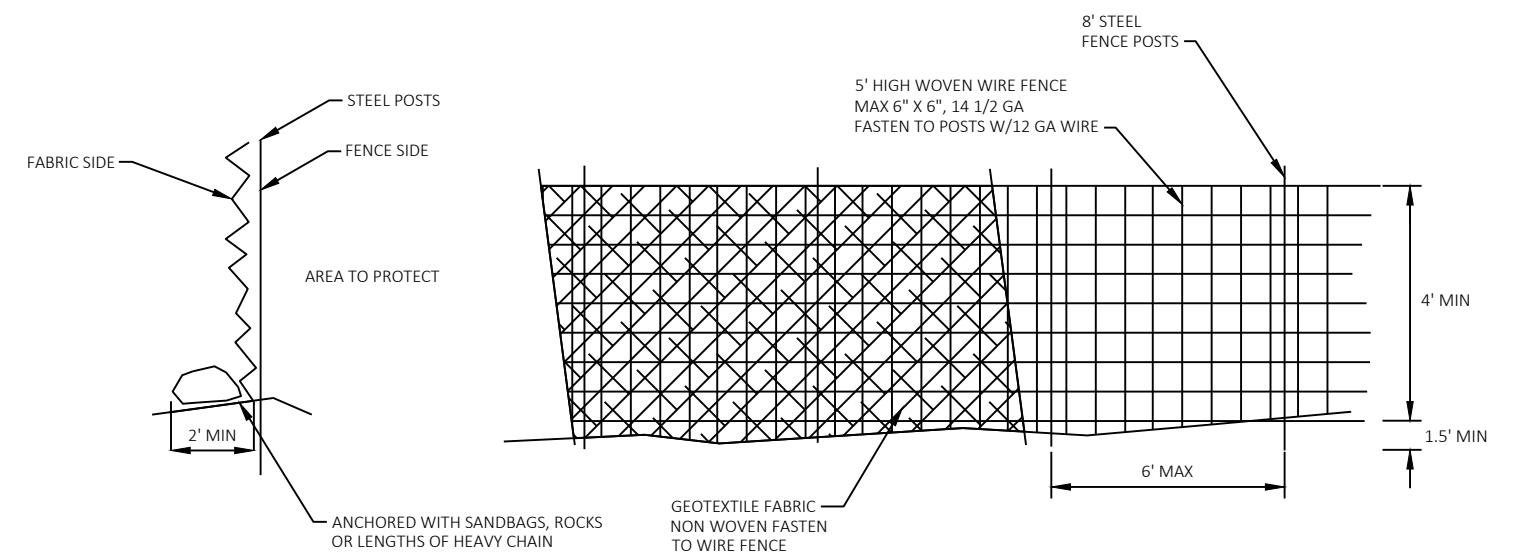 8' STEEL
FENCE POSTS
5' HIGH WOVEN WIRE FENCE
MAX 6" X 6", 14 1/2 GA
FASTEN TO POSTS W/12 GA WIRE
STEEL POSTS
FENCE SIDE
FABRIC SIDE
AREA TO PROTECT
4' MIN
2' MIN
1.5' MIN
6' MAX
ANCHORED WITH SANDBAGS, ROCKS
OR LENGTHS OF HEAVY CHAIN
GEOTEXTILE FABRIC
NON WOVEN FASTEN
TO WIRE FENCE